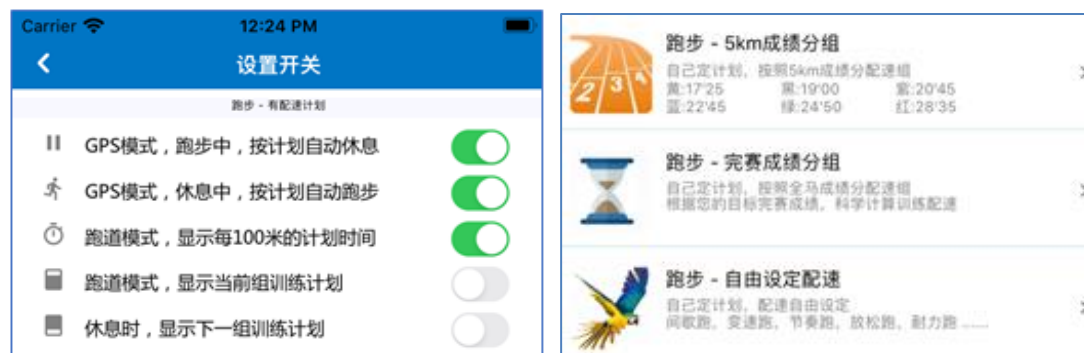 Carrier 12:24 PM
设置开关
跑步 - 有配速计划
GPS模式，跑步中，按计划自动休息
GPS模式，休息中，按计划自动跑步
跑道模式，显示每100米的计划时间
跑道模式，显示当前组训练计划
休息时，显示下一组训练计划
2 3 4
跑步 - 5km成绩分组
自己定计划，按照5km成绩分配速组
黄:17'25 黑:19'00 紫:20'45
蓝:22'45 绿:24'50 红:28'35
跑步 - 完赛成绩分组
自己定计划，按照全马成绩分配速组
根据您的目标完赛成绩，科学计算训练配速
跑步 - 自由设定配速
自己定计划，配速自由设定
间歇跑、变速跑、节奏跑、放松跑、耐力跑 ......